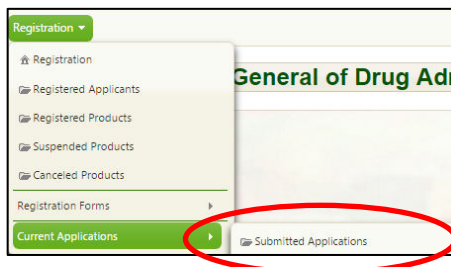 Registration
Registration
General of Drug Ad
Registered Applicants
Registered Products
Suspended Products
Canceled Products
Registration Forms
Current Applications
Submitted Applications